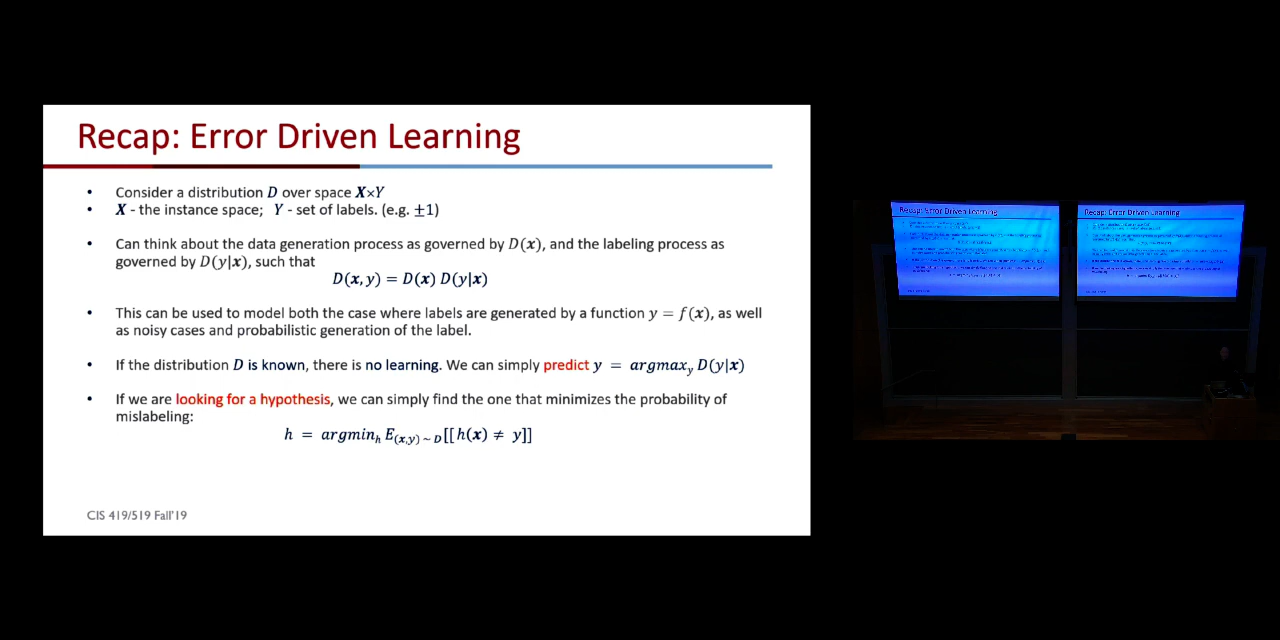 Recap: Error Driven Learning
• Consider a distribution D over space X×Y
• X - the instance space; Y - set of labels. (e.g. ±1)
• Can think about the data generation process as governed by D(x), and the labeling process as
governed by D(y|x), such that
D(x, y) = D(x) D(y|x)
• This can be used to model both the case where labels are generated by a function y = f(x), as well
as noisy cases and probabilistic generation of the label.
• If the distribution D is known, there is no learning. We can simply predict y = argmax_y D(y|x)
• If we are looking for a hypothesis, we can simply find the one that minimizes the probability of
mislabeling:
h = argmin_h E_(x,y)~D [[h(x) ≠ y]]
CIS 419/519 Fall'19
Recap: Error Driven Learning
Recap: Error Driven Learning